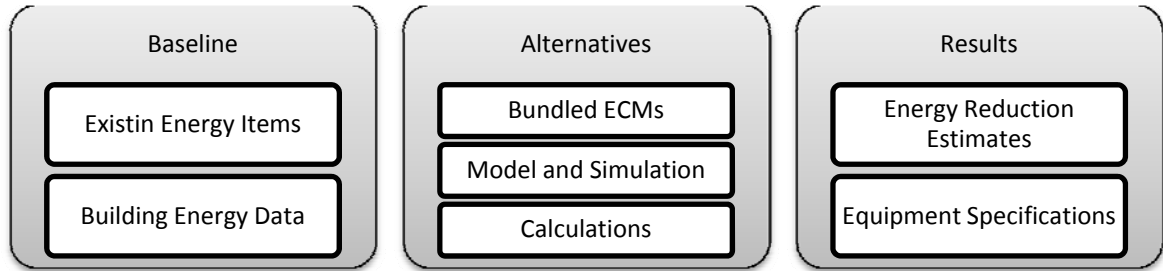 Baseline
Existin Energy Items
Building Energy Data
Alternatives
Bundled ECMs
Model and Simulation
Calculations
Results
Energy Reduction
Estimates
Equipment Specifications